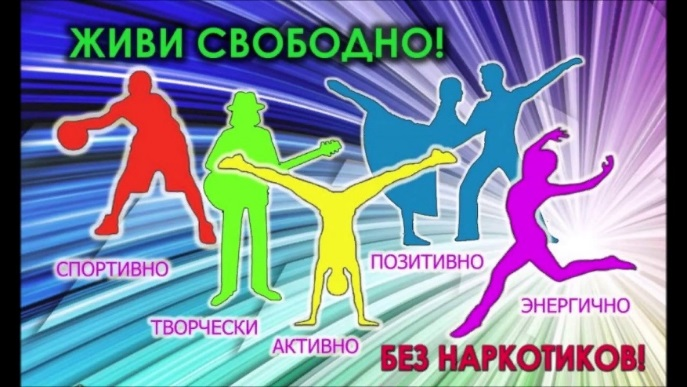 ЖИВИ СВОБОДНО!
СПОРТИВНО
ТВОРЧЕСКИ
АКТИВНО
ПОЗИТИВНО
ЭНЕРГИЧНО
БЕЗ НАРКОТИКОВ!